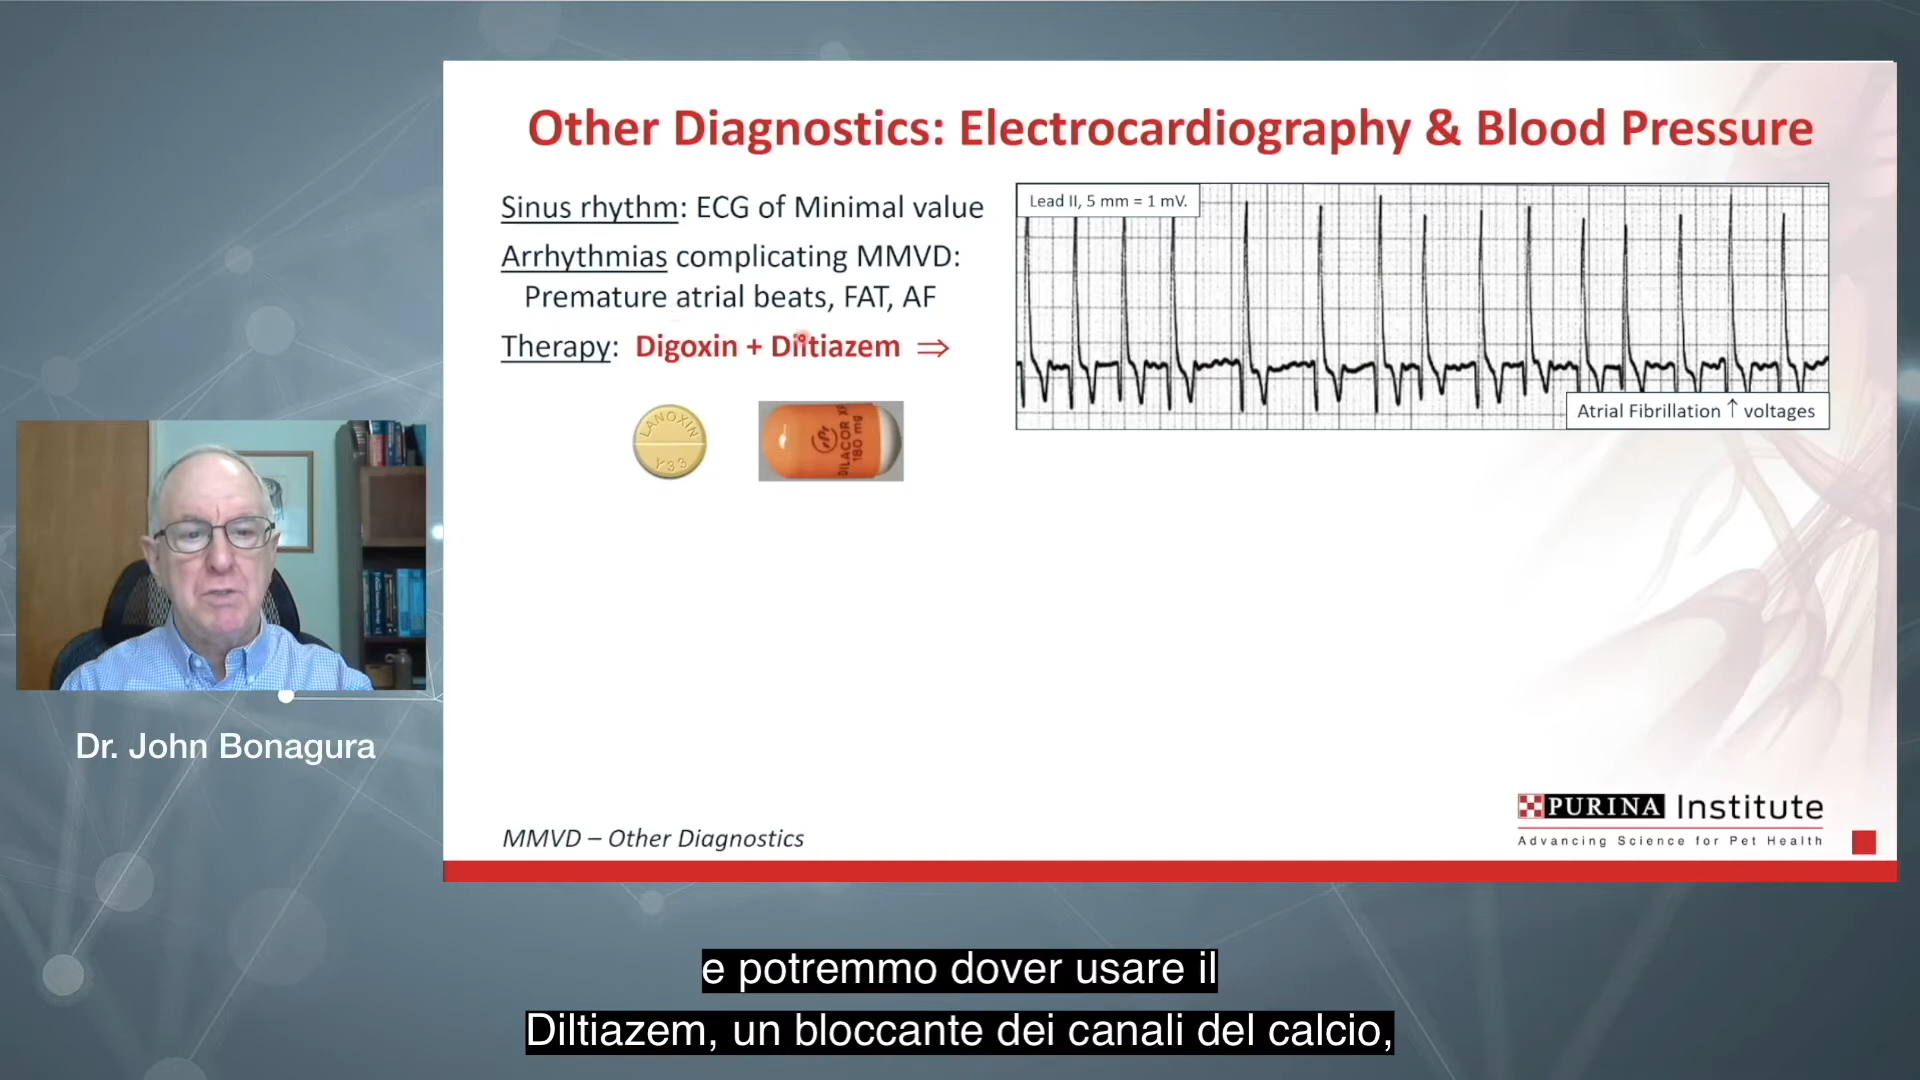 Other Diagnostics: Electrocardiography & Blood Pressure
Sinus rhythm: ECG of Minimal value
Arrhythmias complicating MMVD:
Premature atrial beats, FAT, AF
Therapy: Digoxin + Diltiazem ⇒
LANOXIN
Y33
DILACOR XR
180 mg
Lead II, 5 mm = 1 mV.
Atrial Fibrillation ↑ voltages
Dr. John Bonagura
MMVD – Other Diagnostics
PURINA Institute
Advancing Science for Pet Health
e potremmo dover usare il
Diltiazem, un bloccante dei canali del calcio,